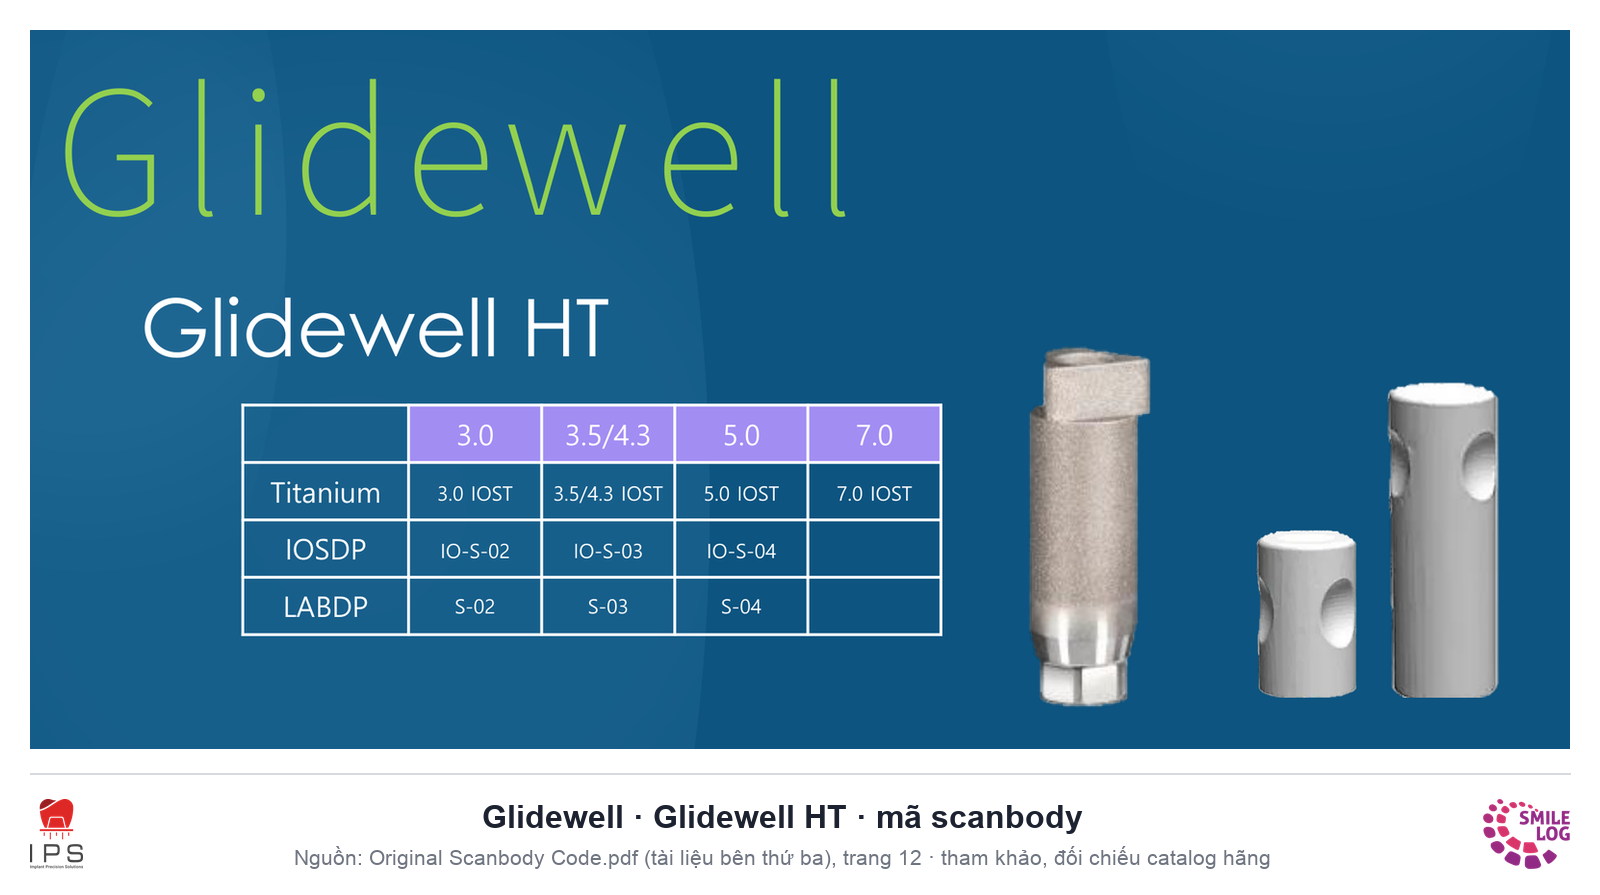 Glidewell
Glidewell HT
3.0 3.5/4.3 5.0 7.0
Titanium 3.0 IOST 3.5/4.3 IOST 5.0 IOST 7.0 IOST
IOSDP IO-S-02 IO-S-03 IO-S-04
LABDP S-02 S-03 S-04
Glidewell · Glidewell HT · mã scanbody
Nguồn: Original Scanbody Code.pdf (tài liệu bên thứ ba), trang 12 · tham khảo, đối chiếu catalog hãng
IPS
Implant Precision Solutions
SMILE
LOG